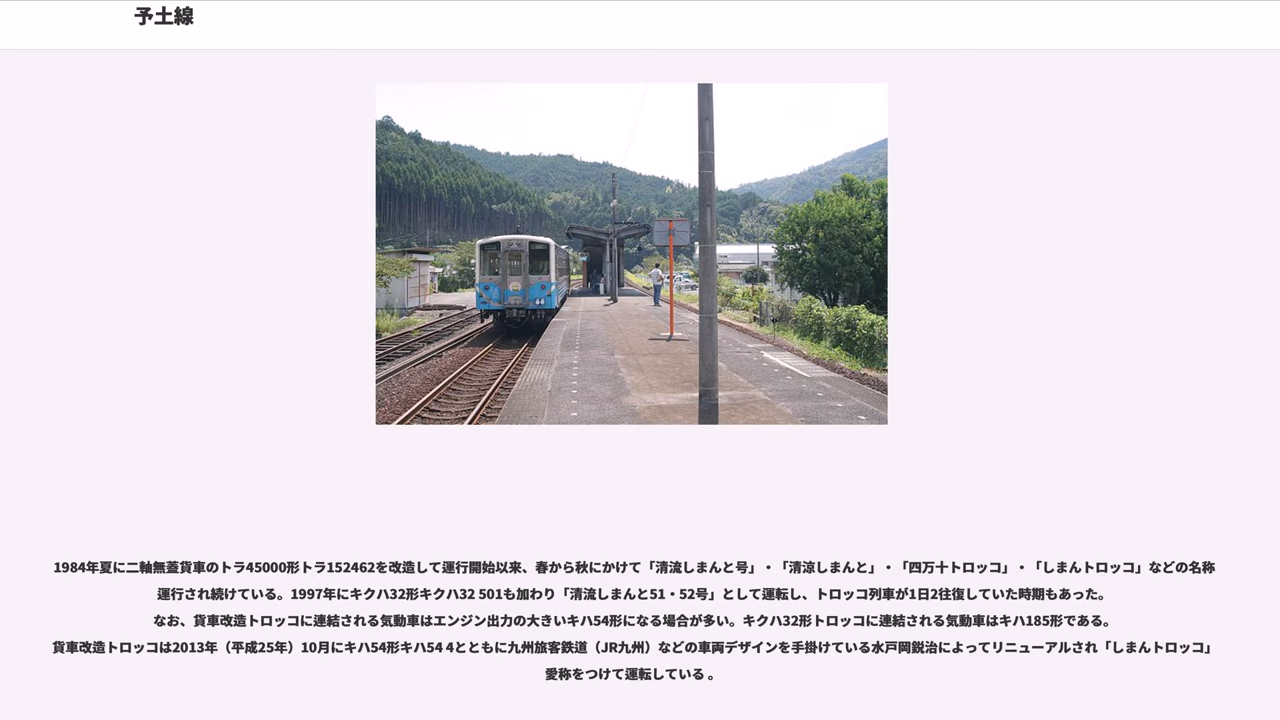 予土線
1984年夏に二軸無蓋貨車のトラ45000形トラ152462を改造して運行開始以来、春から秋にかけて「清流しまんと号」・「清涼しまんと」・「四万十トロッコ」・「しまんトロッコ」などの名称
運行され続けている。1997年にキクハ32形キクハ32 501も加わり「清流しまんと51・52号」として運転し、トロッコ列車が1日2往復していた時期もあった。
なお、貨車改造トロッコに連結される気動車はエンジン出力の大きいキハ54形になる場合が多い。キクハ32形トロッコに連結される気動車はキハ185形である。
貨車改造トロッコは2013年（平成25年）10月にキハ54形キハ54 4とともに九州旅客鉄道（JR九州）などの車両デザインを手掛けている水戸岡鋭治によってリニューアルされ「しまんトロッコ」
愛称をつけて運転している 。